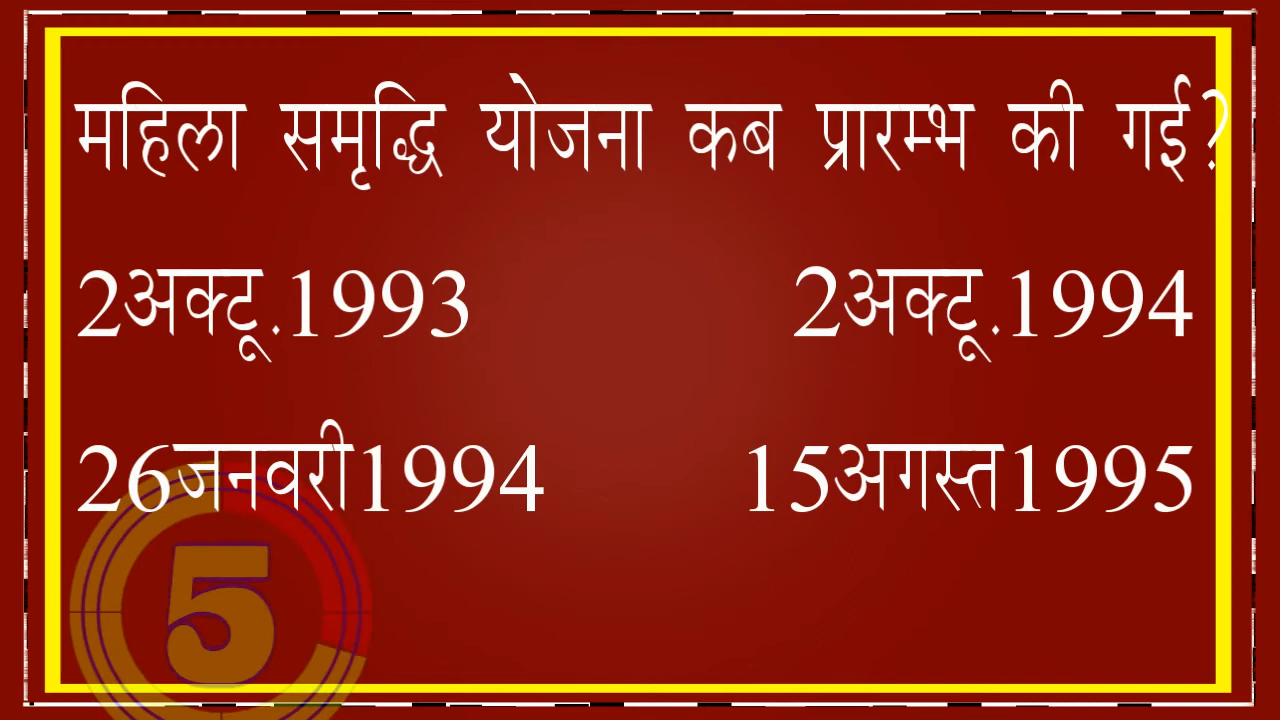 महिला समृद्धि योजना कब प्रारम्भ की गई?
2अक्टू.1993 2अक्टू.1994
26जनवरी1994 15अगस्त1995
5